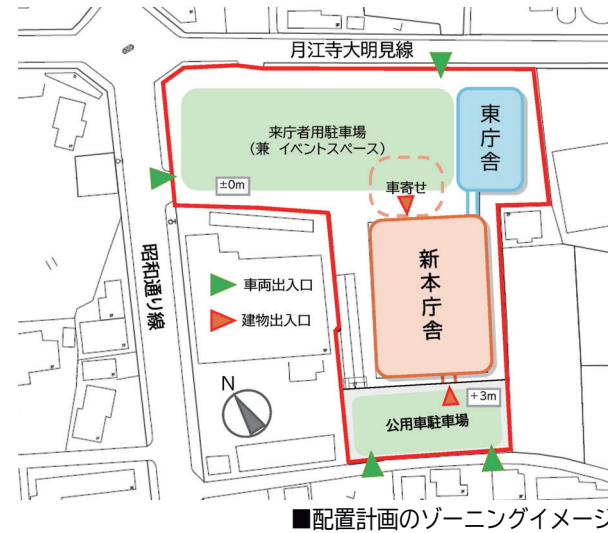 月江寺大明見線
東庁舎
来庁者用駐車場
（兼 イベントスペース）
±0m
車寄せ
昭和通り線
新本庁舎
車両出入口
建物出入口
N
+3m
公用車駐車場
■配置計画のゾーニングイメージ